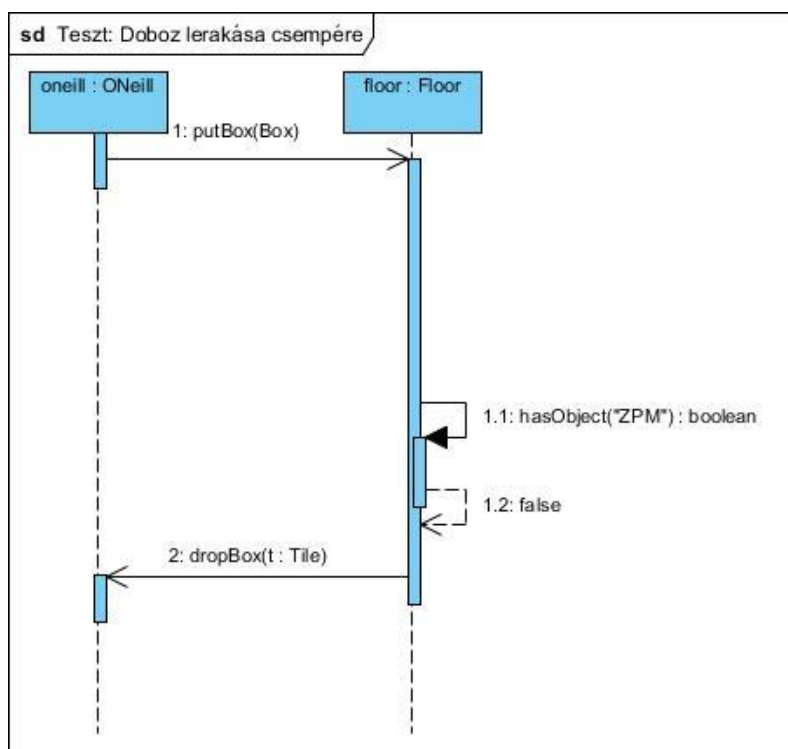 sd Teszt: Doboz lerakása csempére
oneill : ONeill
floor : Floor
1: putBox(Box)
1.1: hasObject("ZPM") : boolean
1.2: false
2: dropBox(t : Tile)